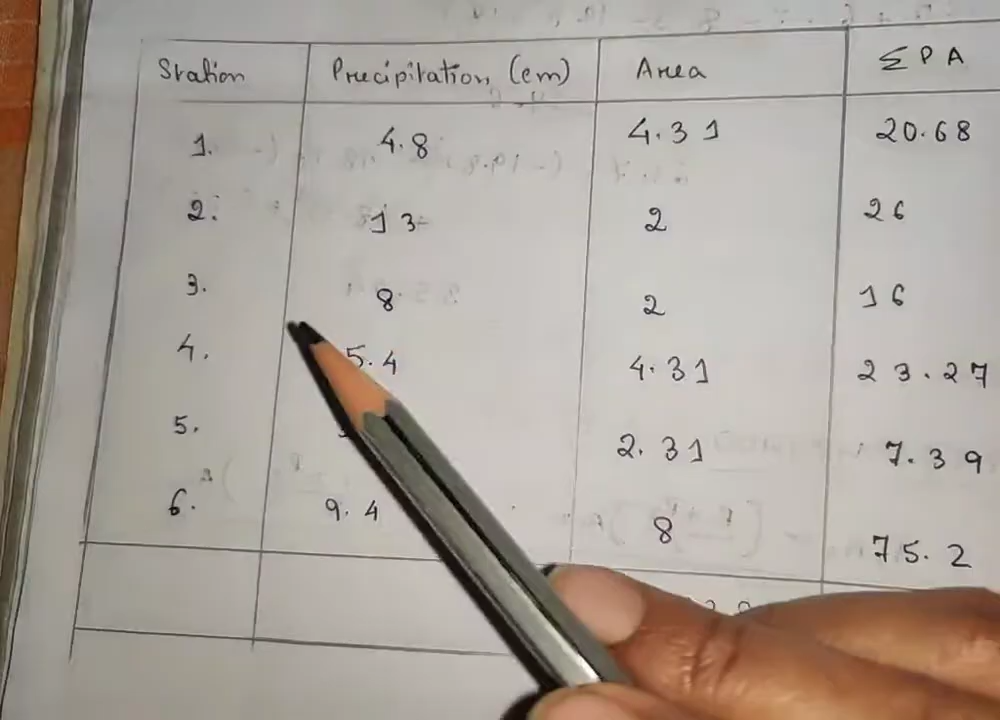 Station Precipitation (cm) Area ΣPA
1. 4.8 4.31 20.68
2. 13 2 26
3. 8 2 16
4. 5.4 4.31 23.27
5. 2.31 7.39
6. 9.4 8 75.2